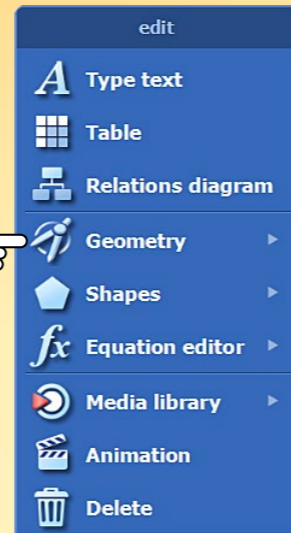 edit
Type text
Table
Relations diagram
Geometry
Shapes
Equation editor
Media library
Animation
Delete